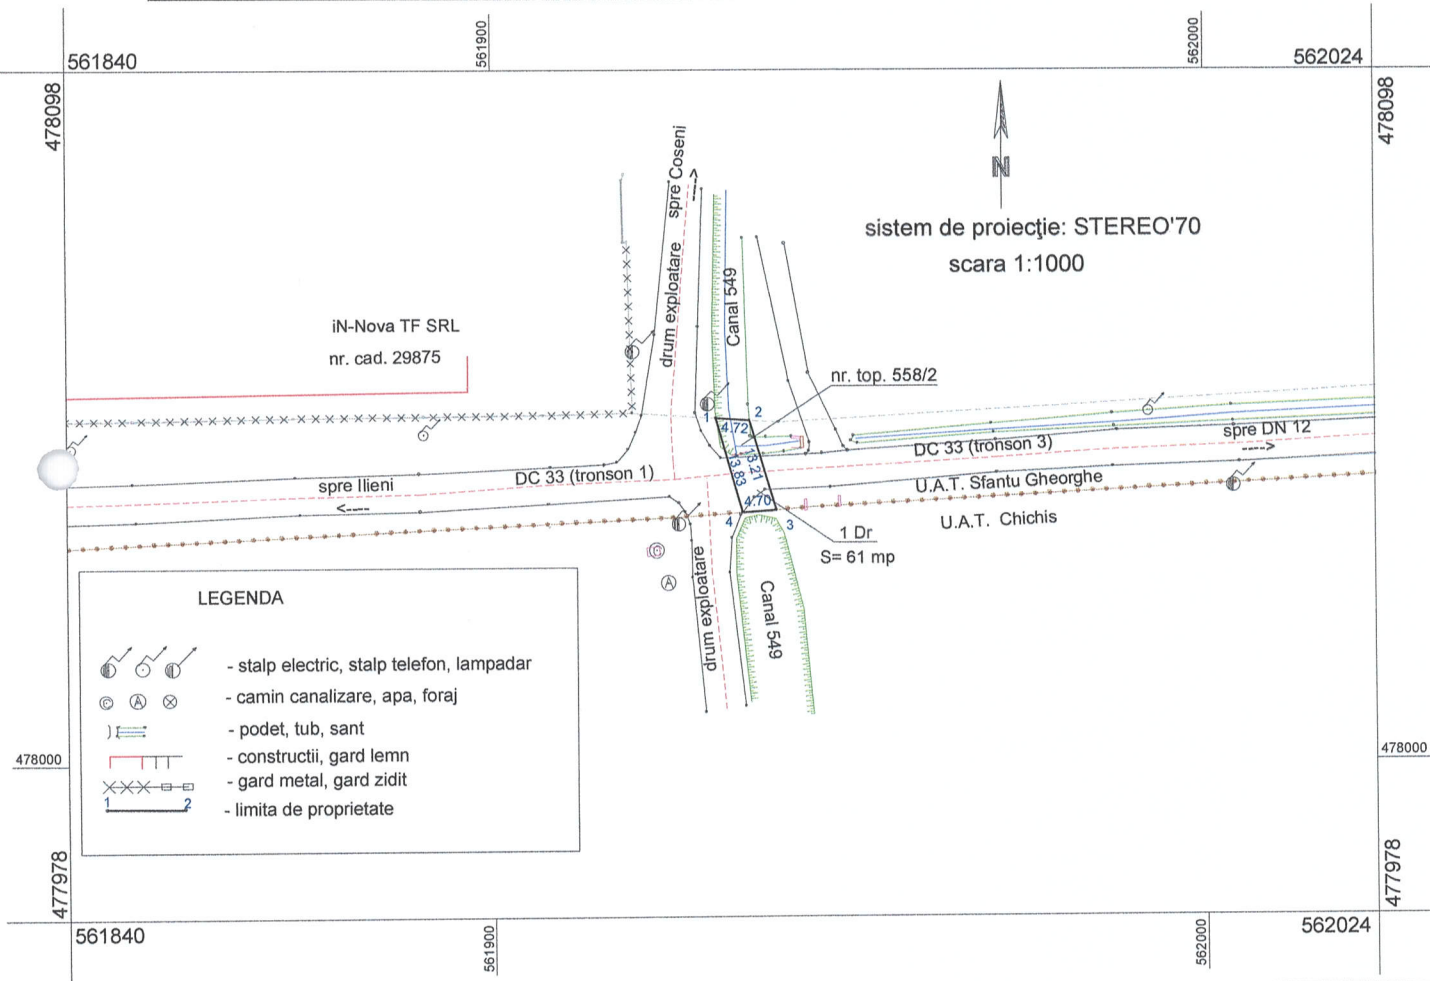 561840
561900
562000
562024
478098
478098
N
sistem de proiecţie: STEREO'70
scara 1:1000
spre Coseni
drum exploatare
Canal 549
iN-Nova TF SRL
nr. cad. 29875
nr. top. 558/2
1
2
4.72
13.21
13.83
4.70
4
3
spre DN 12
---->
DC 33 (tronson 3)
DC 33 (tronson 1)
spre Ilieni
<----
U.A.T. Sfantu Gheorghe
U.A.T. Chichis
1 Dr
S= 61 mp
C
A
drum exploatare
Canal 549
LEGENDA
- stalp electric, stalp telefon, lampadar
C A - camin canalizare, apa, foraj
- podet, tub, sant
- constructii, gard lemn
- gard metal, gard zidit
1 2 - limita de proprietate
478000
478000
477978
477978
561840
561900
562000
562024